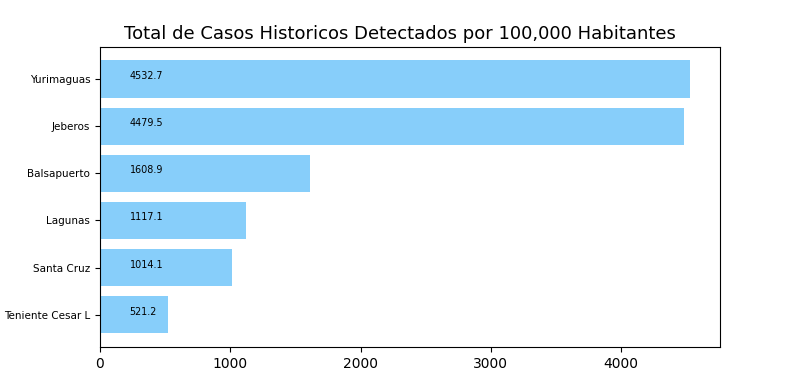 Total de Casos Historicos Detectados por 100,000 Habitantes
Yurimaguas 4532.7
Jeberos 4479.5
Balsapuerto 1608.9
Lagunas 1117.1
Santa Cruz 1014.1
Teniente Cesar L 521.2
0 1000 2000 3000 4000